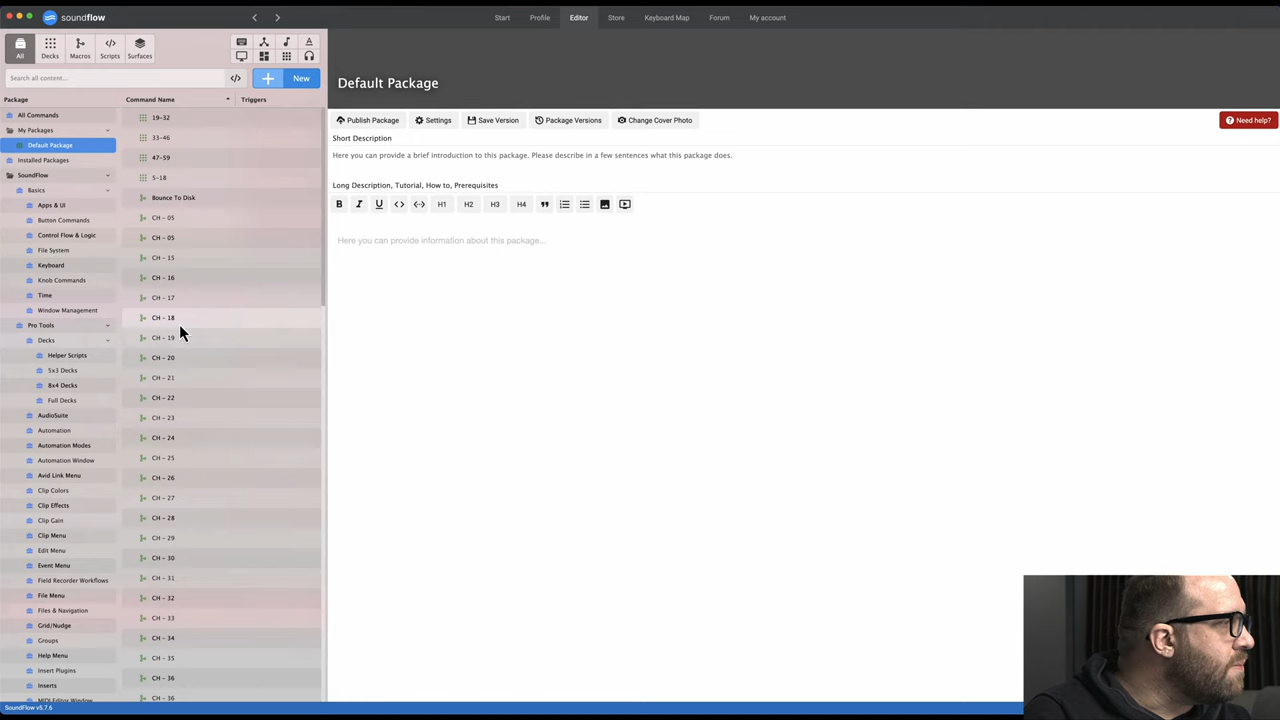 soundflow
Start
Profile
Editor
Store
Keyboard Map
Forum
My account
All
Decks
Macros
Scripts
Surfaces
Search all content...
New
Package
Command Name
Triggers
All Commands
My Packages
Default Package
Installed Packages
SoundFlow
Basics
Apps & UI
Button Commands
Control Flow & Logic
File System
Keyboard
Knob Commands
Time
Window Management
Pro Tools
Decks
Helper Scripts
5x3 Decks
8x4 Decks
Full Decks
AudioSuite
Automation
Automation Modes
Automation Window
Avid Link Menu
Clip Colors
Clip Effects
Clip Gain
Clip Menu
Edit Menu
Event Menu
Field Recorder Workflows
File Menu
Files & Navigation
Grid/Nudge
Groups
Help Menu
Insert Plugins
Inserts
MIDI Editor Window
19-32
33-46
47-59
5-18
Bounce To Disk
CH - 05
CH - 05
CH - 15
CH - 16
CH - 17
CH - 18
CH - 19
CH - 20
CH - 21
CH - 22
CH - 23
CH - 24
CH - 25
CH - 26
CH - 27
CH - 28
CH - 29
CH - 30
CH - 31
CH - 32
CH - 33
CH - 34
CH - 35
CH - 36
CH - 36
Default Package
Publish Package
Settings
Save Version
Package Versions
Change Cover Photo
Need help?
Short Description
Here you can provide a brief introduction to this package. Please describe in a few sentences what this package does.
Long Description, Tutorial, How to, Prerequisites
B I U H1 H2 H3 H4
Here you can provide information about this package...
SoundFlow v5.7.6